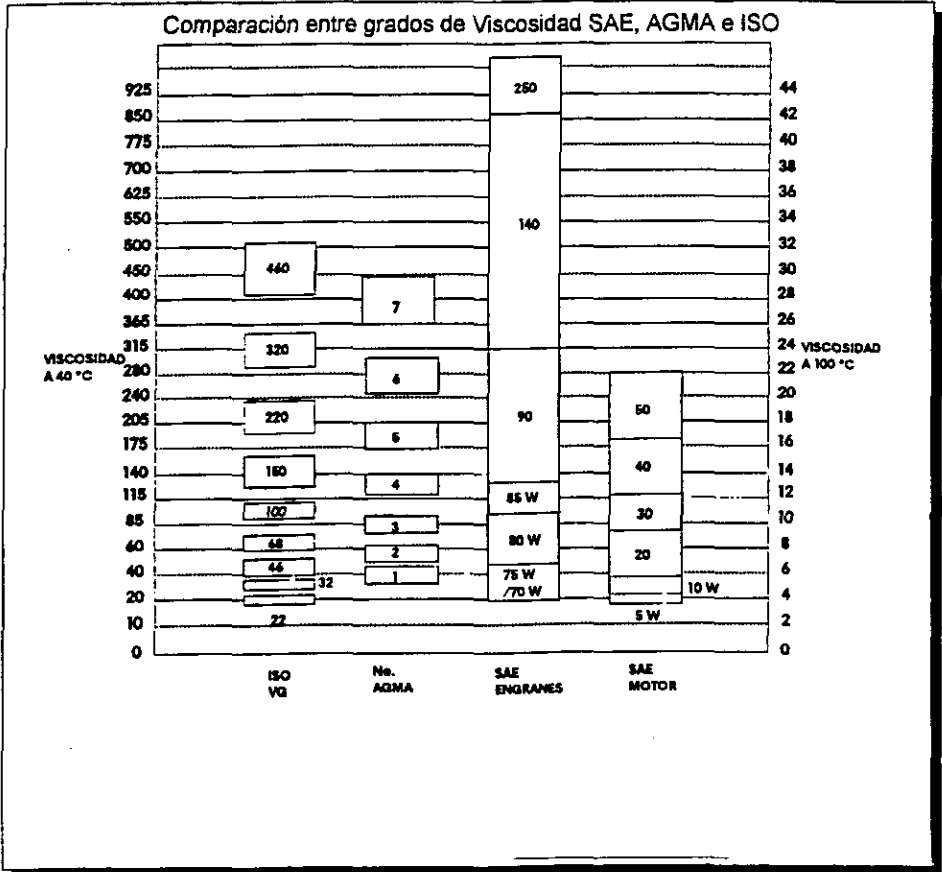 Comparación entre grados de Viscosidad SAE, AGMA e ISO
925 250 44
850 42
775 40
700 38
625 36
550 140 34
500 32
450 460 30
400 7 28
365 26
315 320 24
VISCOSIDAD VISCOSIDAD
A 40 °C A 100 °C
280 6 22
240 20
205 220 90 50 18
175 5 16
140 150 4 40 14
115 85 W 12
85 100 3 30 10
60 68 2 80 W 20 8
40 46 1 75 W 6
32 /70 W 10 W
20 4
10 22 5 W 2
0 0
ISO No. SAE SAE
VG AGMA ENGRANES MOTOR